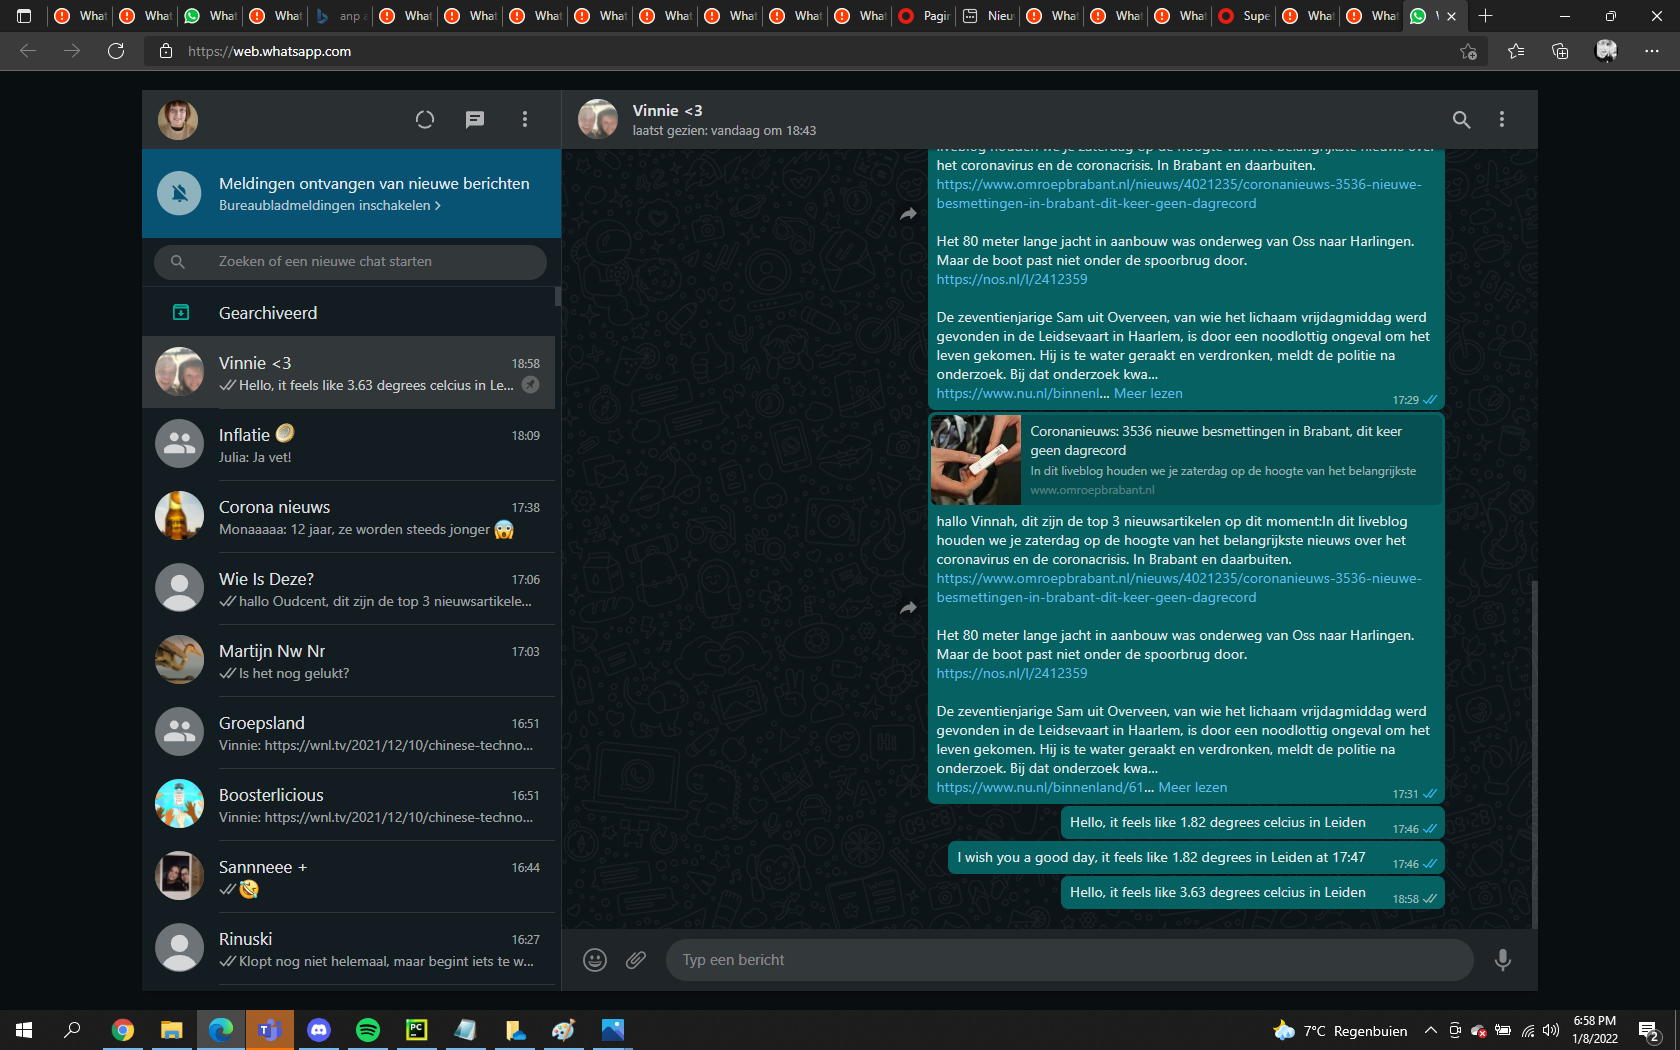 What
What
What
What
anp a
What
What
What
What
What
What
What
What
Pagin
Nieuw
What
What
What
Supe
What
What
https://web.whatsapp.com
Meldingen ontvangen van nieuwe berichten
Bureaubladmeldingen inschakelen >
Zoeken of een nieuwe chat starten
Gearchiveerd
Vinnie <3 18:58
Hello, it feels like 3.63 degrees celcius in Le...
Inflatie 18:09
Julia: Ja vet!
Corona nieuws 17:38
Monaaaaa: 12 jaar, ze worden steeds jonger 😱
Wie Is Deze? 17:06
hallo Oudcent, dit zijn de top 3 nieuwsartikele...
Martijn Nw Nr 17:03
Is het nog gelukt?
Groepsland 16:51
Vinnie: https://wnl.tv/2021/12/10/chinese-techno...
Boosterlicious 16:51
Vinnie: https://wnl.tv/2021/12/10/chinese-techno...
Sannneee + 16:44
🤣
Rinuski 16:27
Klopt nog niet helemaal, maar begint iets te w...
Vinnie <3
laatst gezien: vandaag om 18:43
liveblog houden we je zaterdag op de hoogte van het belangrijkste nieuws over
het coronavirus en de coronacrisis. In Brabant en daarbuiten.
https://www.omroepbrabant.nl/nieuws/4021235/coronanieuws-3536-nieuwe-
besmettingen-in-brabant-dit-keer-geen-dagrecord
Het 80 meter lange jacht in aanbouw was onderweg van Oss naar Harlingen.
Maar de boot past niet onder de spoorbrug door.
https://nos.nl/l/2412359
De zeventienjarige Sam uit Overveen, van wie het lichaam vrijdagmiddag werd
gevonden in de Leidsevaart in Haarlem, is door een noodlottig ongeval om het
leven gekomen. Hij is te water geraakt en verdronken, meldt de politie na
onderzoek. Bij dat onderzoek kwa...
https://www.nu.nl/binnenl... Meer lezen
17:29
Coronanieuws: 3536 nieuwe besmettingen in Brabant, dit keer
geen dagrecord
In dit liveblog houden we je zaterdag op de hoogte van het belangrijkste
www.omroepbrabant.nl
hallo Vinnah, dit zijn de top 3 nieuwsartikelen op dit moment:In dit liveblog
houden we je zaterdag op de hoogte van het belangrijkste nieuws over het
coronavirus en de coronacrisis. In Brabant en daarbuiten.
https://www.omroepbrabant.nl/nieuws/4021235/coronanieuws-3536-nieuwe-
besmettingen-in-brabant-dit-keer-geen-dagrecord
Het 80 meter lange jacht in aanbouw was onderweg van Oss naar Harlingen.
Maar de boot past niet onder de spoorbrug door.
https://nos.nl/l/2412359
De zeventienjarige Sam uit Overveen, van wie het lichaam vrijdagmiddag werd
gevonden in de Leidsevaart in Haarlem, is door een noodlottig ongeval om het
leven gekomen. Hij is te water geraakt en verdronken, meldt de politie na
onderzoek. Bij dat onderzoek kwa...
https://www.nu.nl/binnenland/61... Meer lezen
17:31
Hello, it feels like 1.82 degrees celcius in Leiden 17:46
I wish you a good day, it feels like 1.82 degrees in Leiden at 17:47 17:46
Hello, it feels like 3.63 degrees celcius in Leiden 18:58
Typ een bericht
7°C Regenbuien
6:58 PM
1/8/2022
2